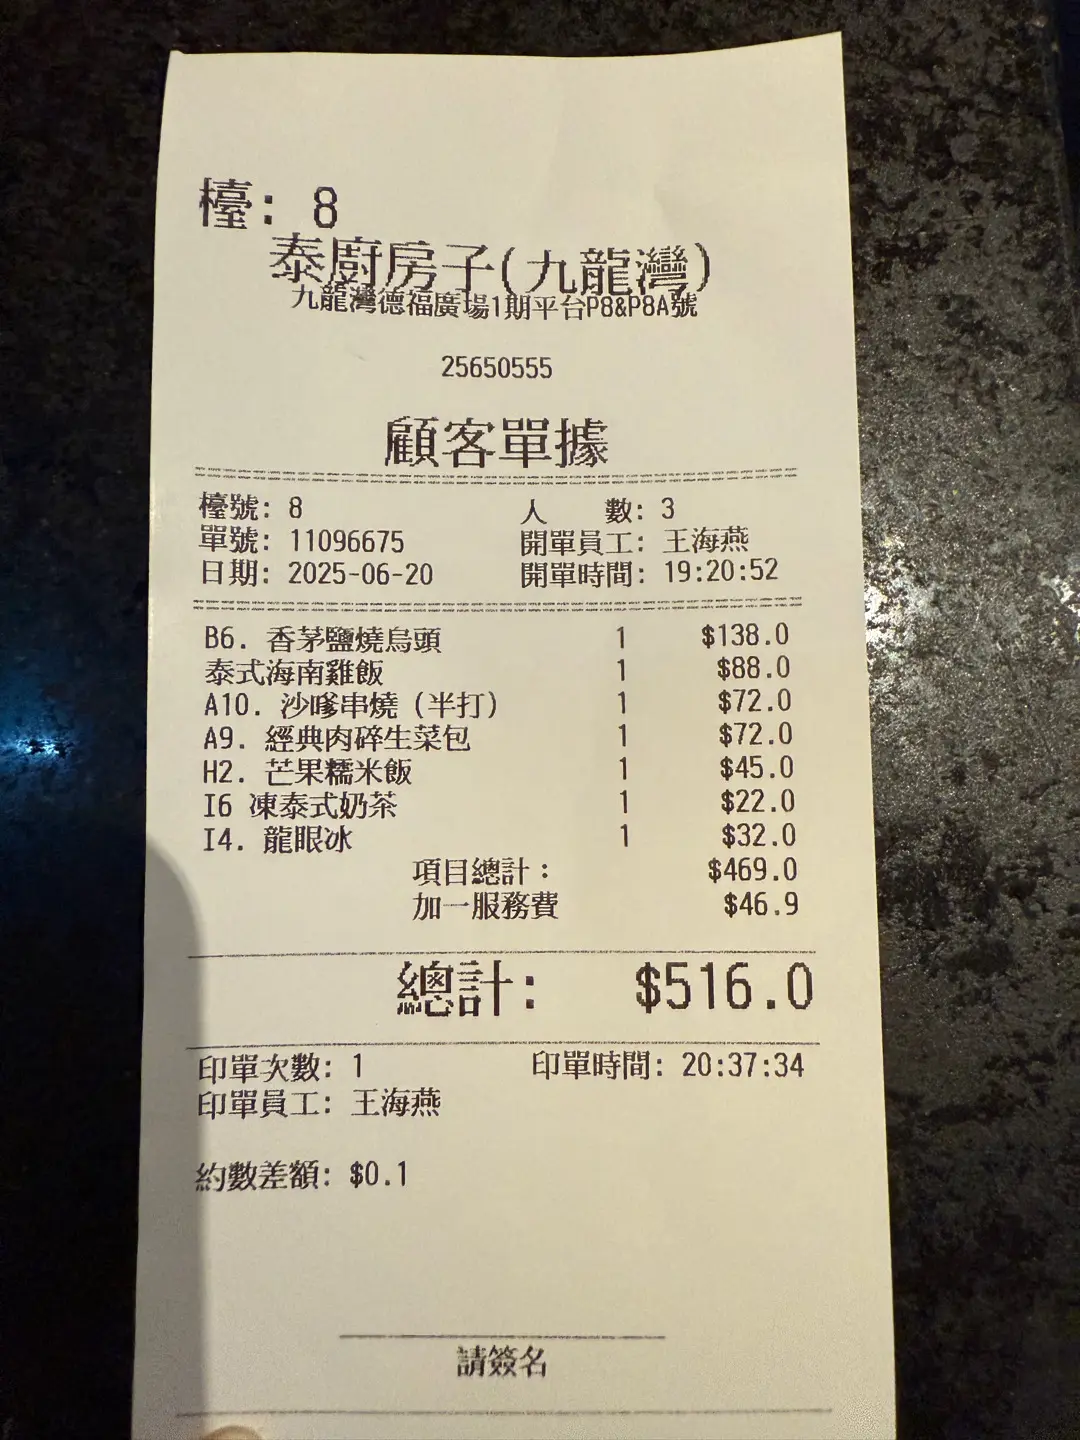 檯: 8
泰廚房子(九龍灣)
九龍灣德福廣場1期平台P8&P8A號
25650555
顧客單據
檯號: 8 人 數: 3
單號: 11096675 開單員工: 王海燕
日期: 2025-06-20 開單時間: 19:20:52
B6. 香茅鹽燒烏頭 1 $138.0
泰式海南雞飯 1 $88.0
A10. 沙嗲串燒 (半打) 1 $72.0
A9. 經典肉碎生菜包 1 $72.0
H2. 芒果糯米飯 1 $45.0
I6 凍泰式奶茶 1 $22.0
I4. 龍眼冰 1 $32.0
項目總計: $469.0
加一服務費 $46.9
總計: $516.0
印單次數: 1 印單時間: 20:37:34
印單員工: 王海燕
約數差額: $0.1
請簽名